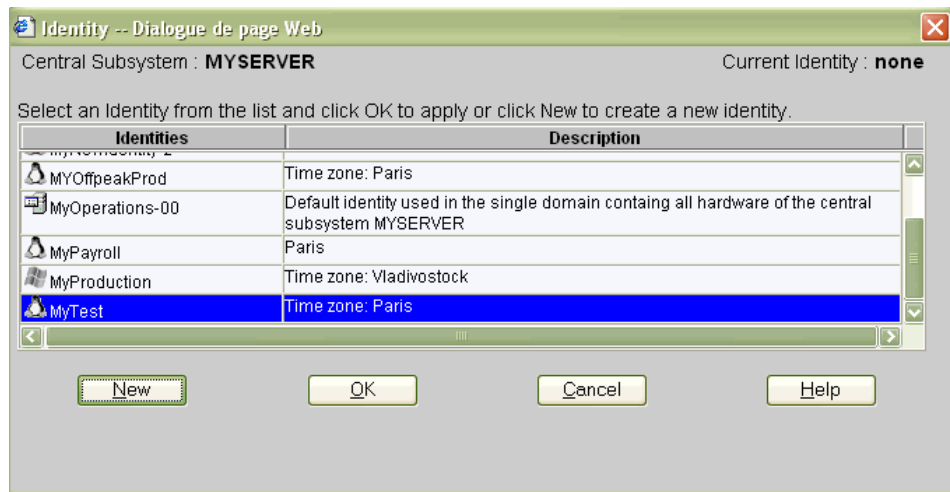 Identity -- Dialogue de page Web
Central Subsystem : MYSERVER
Current Identity : none
Select an Identity from the list and click OK to apply or click New to create a new identity.
Identities
Description
MYOffpeakProd
Time zone: Paris
MyOperations-00
Default identity used in the single domain containg all hardware of the central
subsystem MYSERVER
MyPayroll
Paris
MyProduction
Time zone: Vladivostock
MyTest
Time zone: Paris
New
OK
Cancel
Help